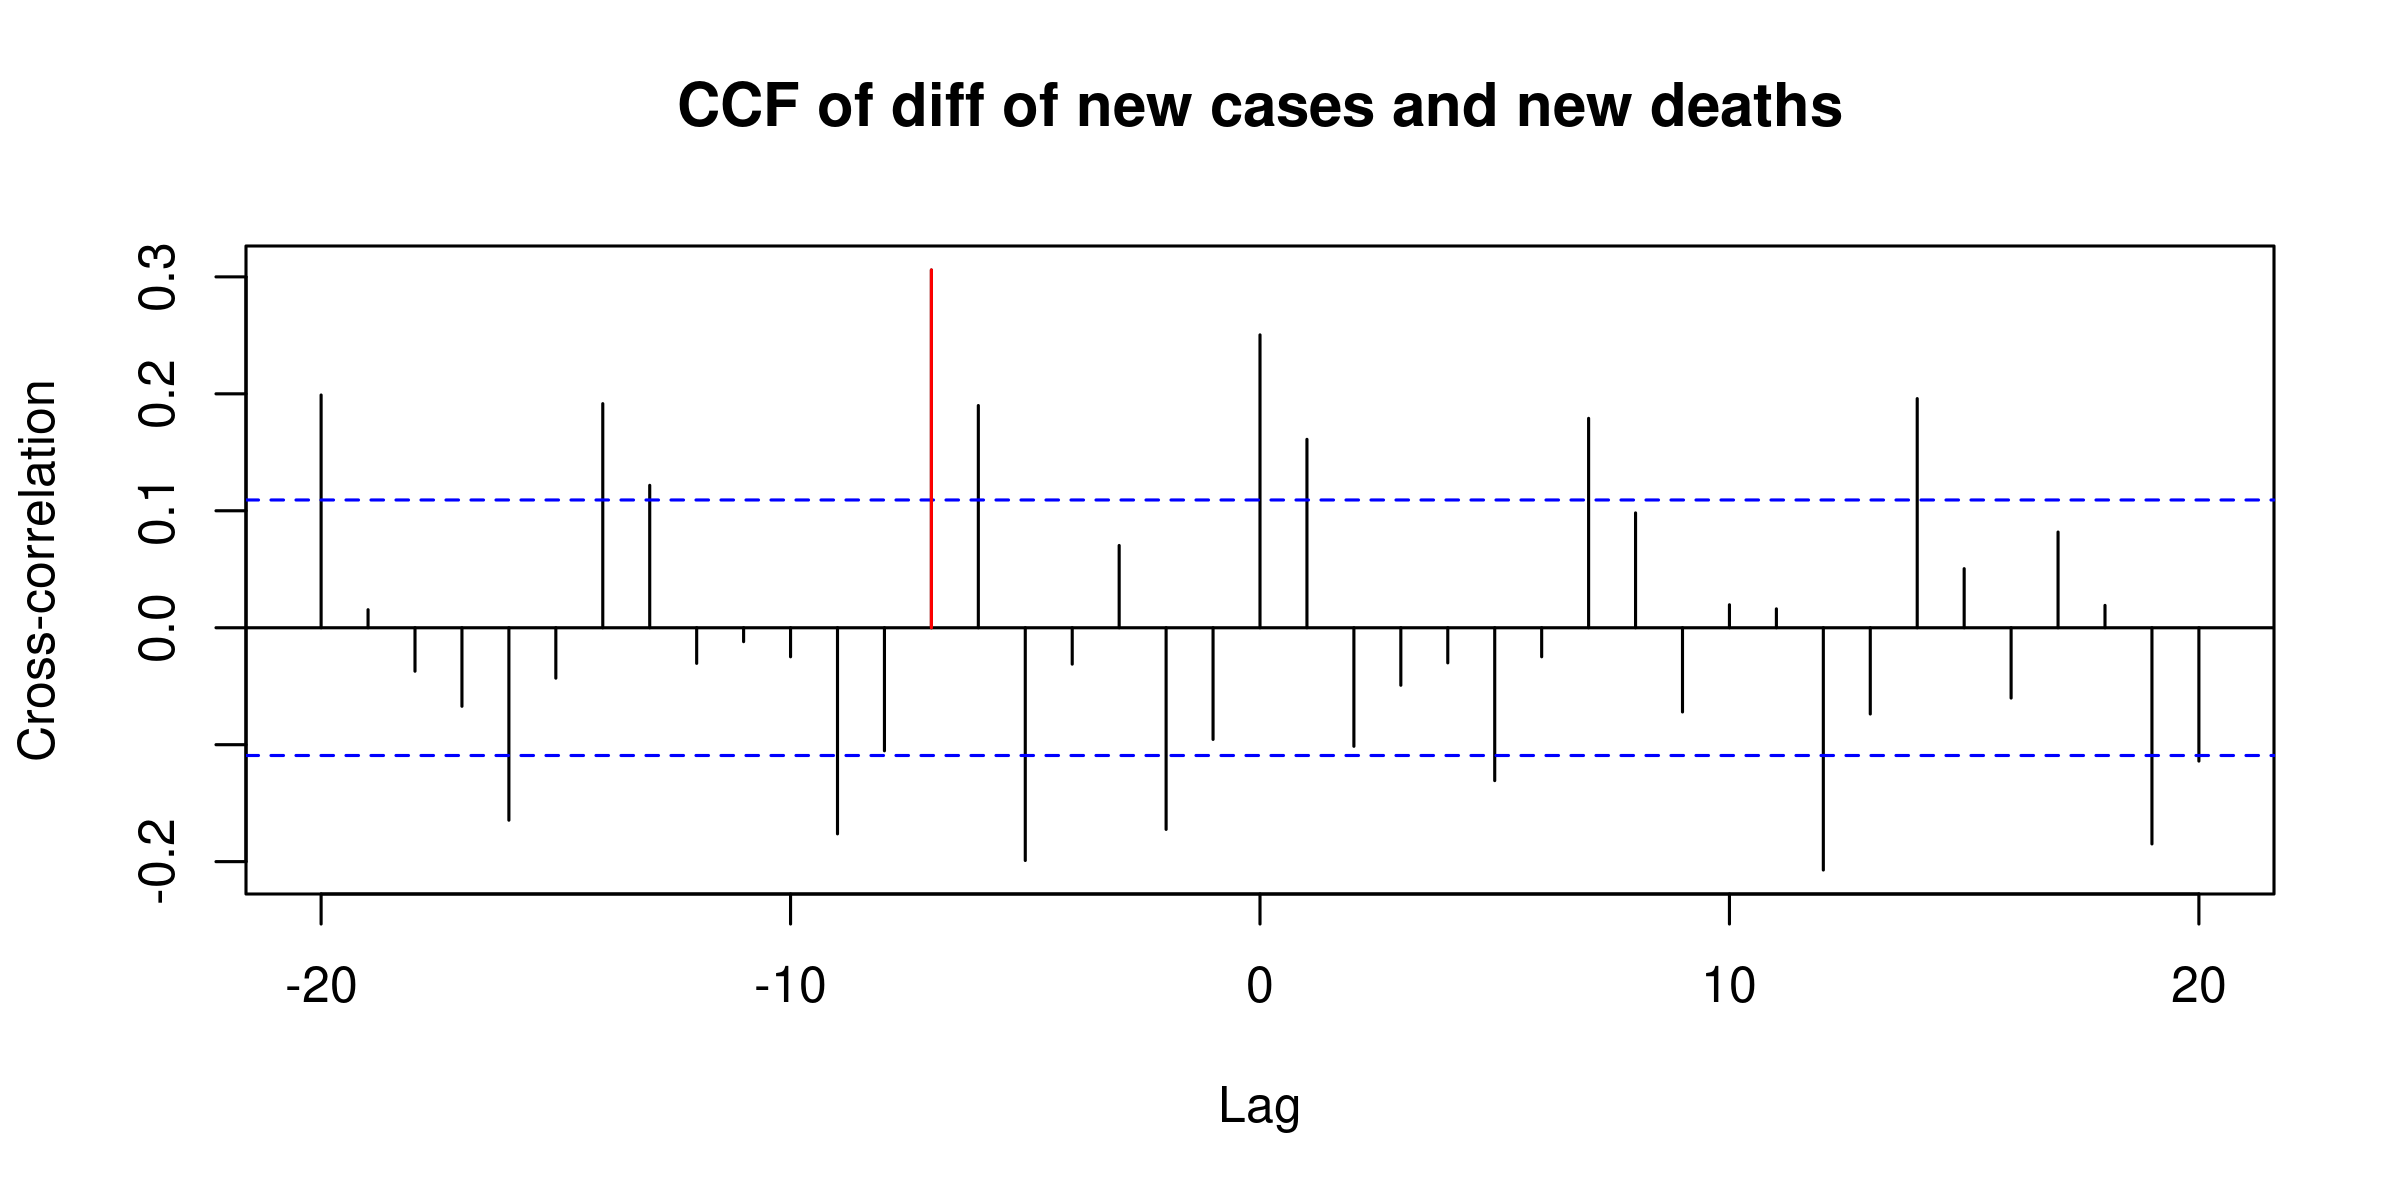 CCF of diff of new cases and new deaths
Cross-correlation
0.3
0.2
0.1
0.0
-0.2
-20 -10 0 10 20
Lag